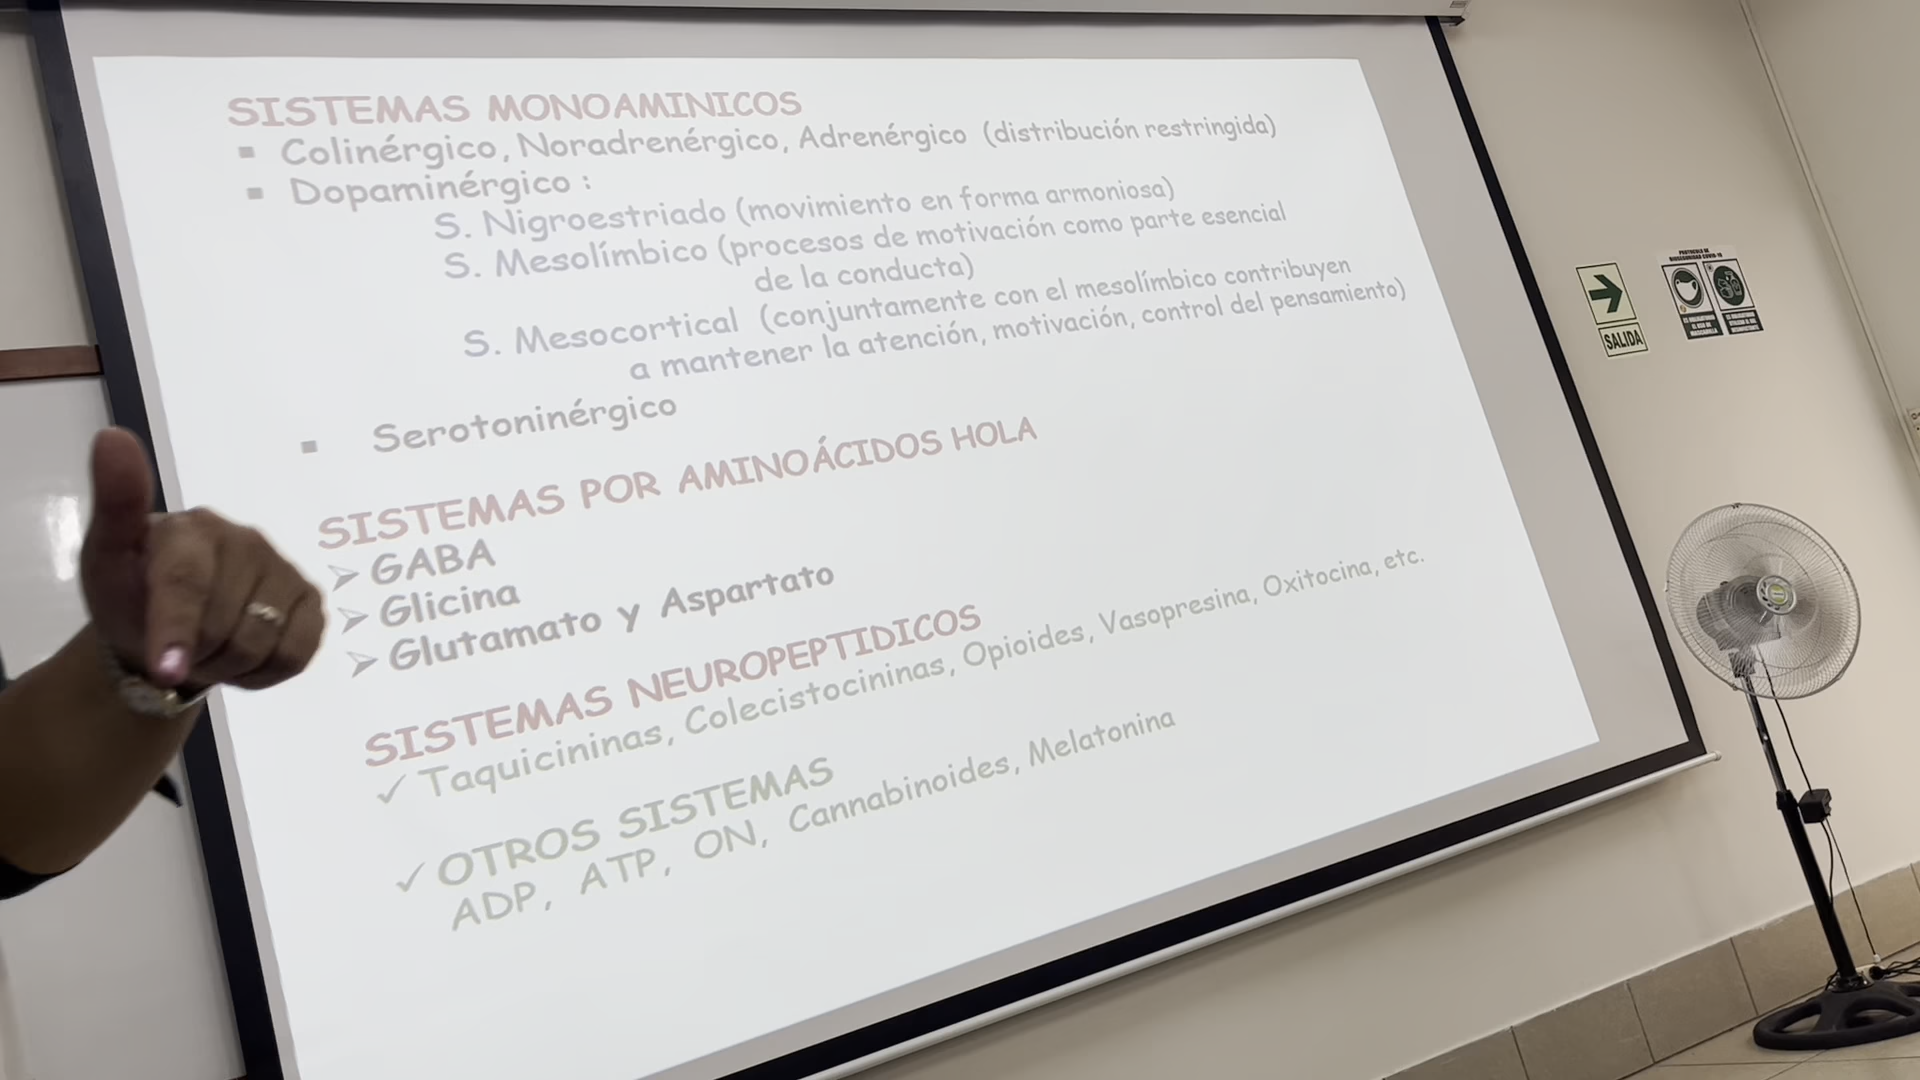 SISTEMAS MONOAMINICOS
▪ Colinérgico, Noradrenérgico, Adrenérgico (distribución restringida)
▪ Dopaminérgico :
S. Nigroestriado (movimiento en forma armoniosa)
S. Mesolímbico (procesos de motivación como parte esencial
de la conducta)
S. Mesocortical (conjuntamente con el mesolímbico contribuyen
a mantener la atención, motivación, control del pensamiento)
▪ Serotoninérgico
SISTEMAS POR AMINOÁCIDOS HOLA
➢ GABA
➢ Glicina
➢ Glutamato y Aspartato
SISTEMAS NEUROPEPTIDICOS
✓ Taquicininas, Colecistocininas, Opioides, Vasopresina, Oxitocina, etc.
✓ OTROS SISTEMAS
ADP, ATP, ON, Cannabinoides, Melatonina
SALIDA